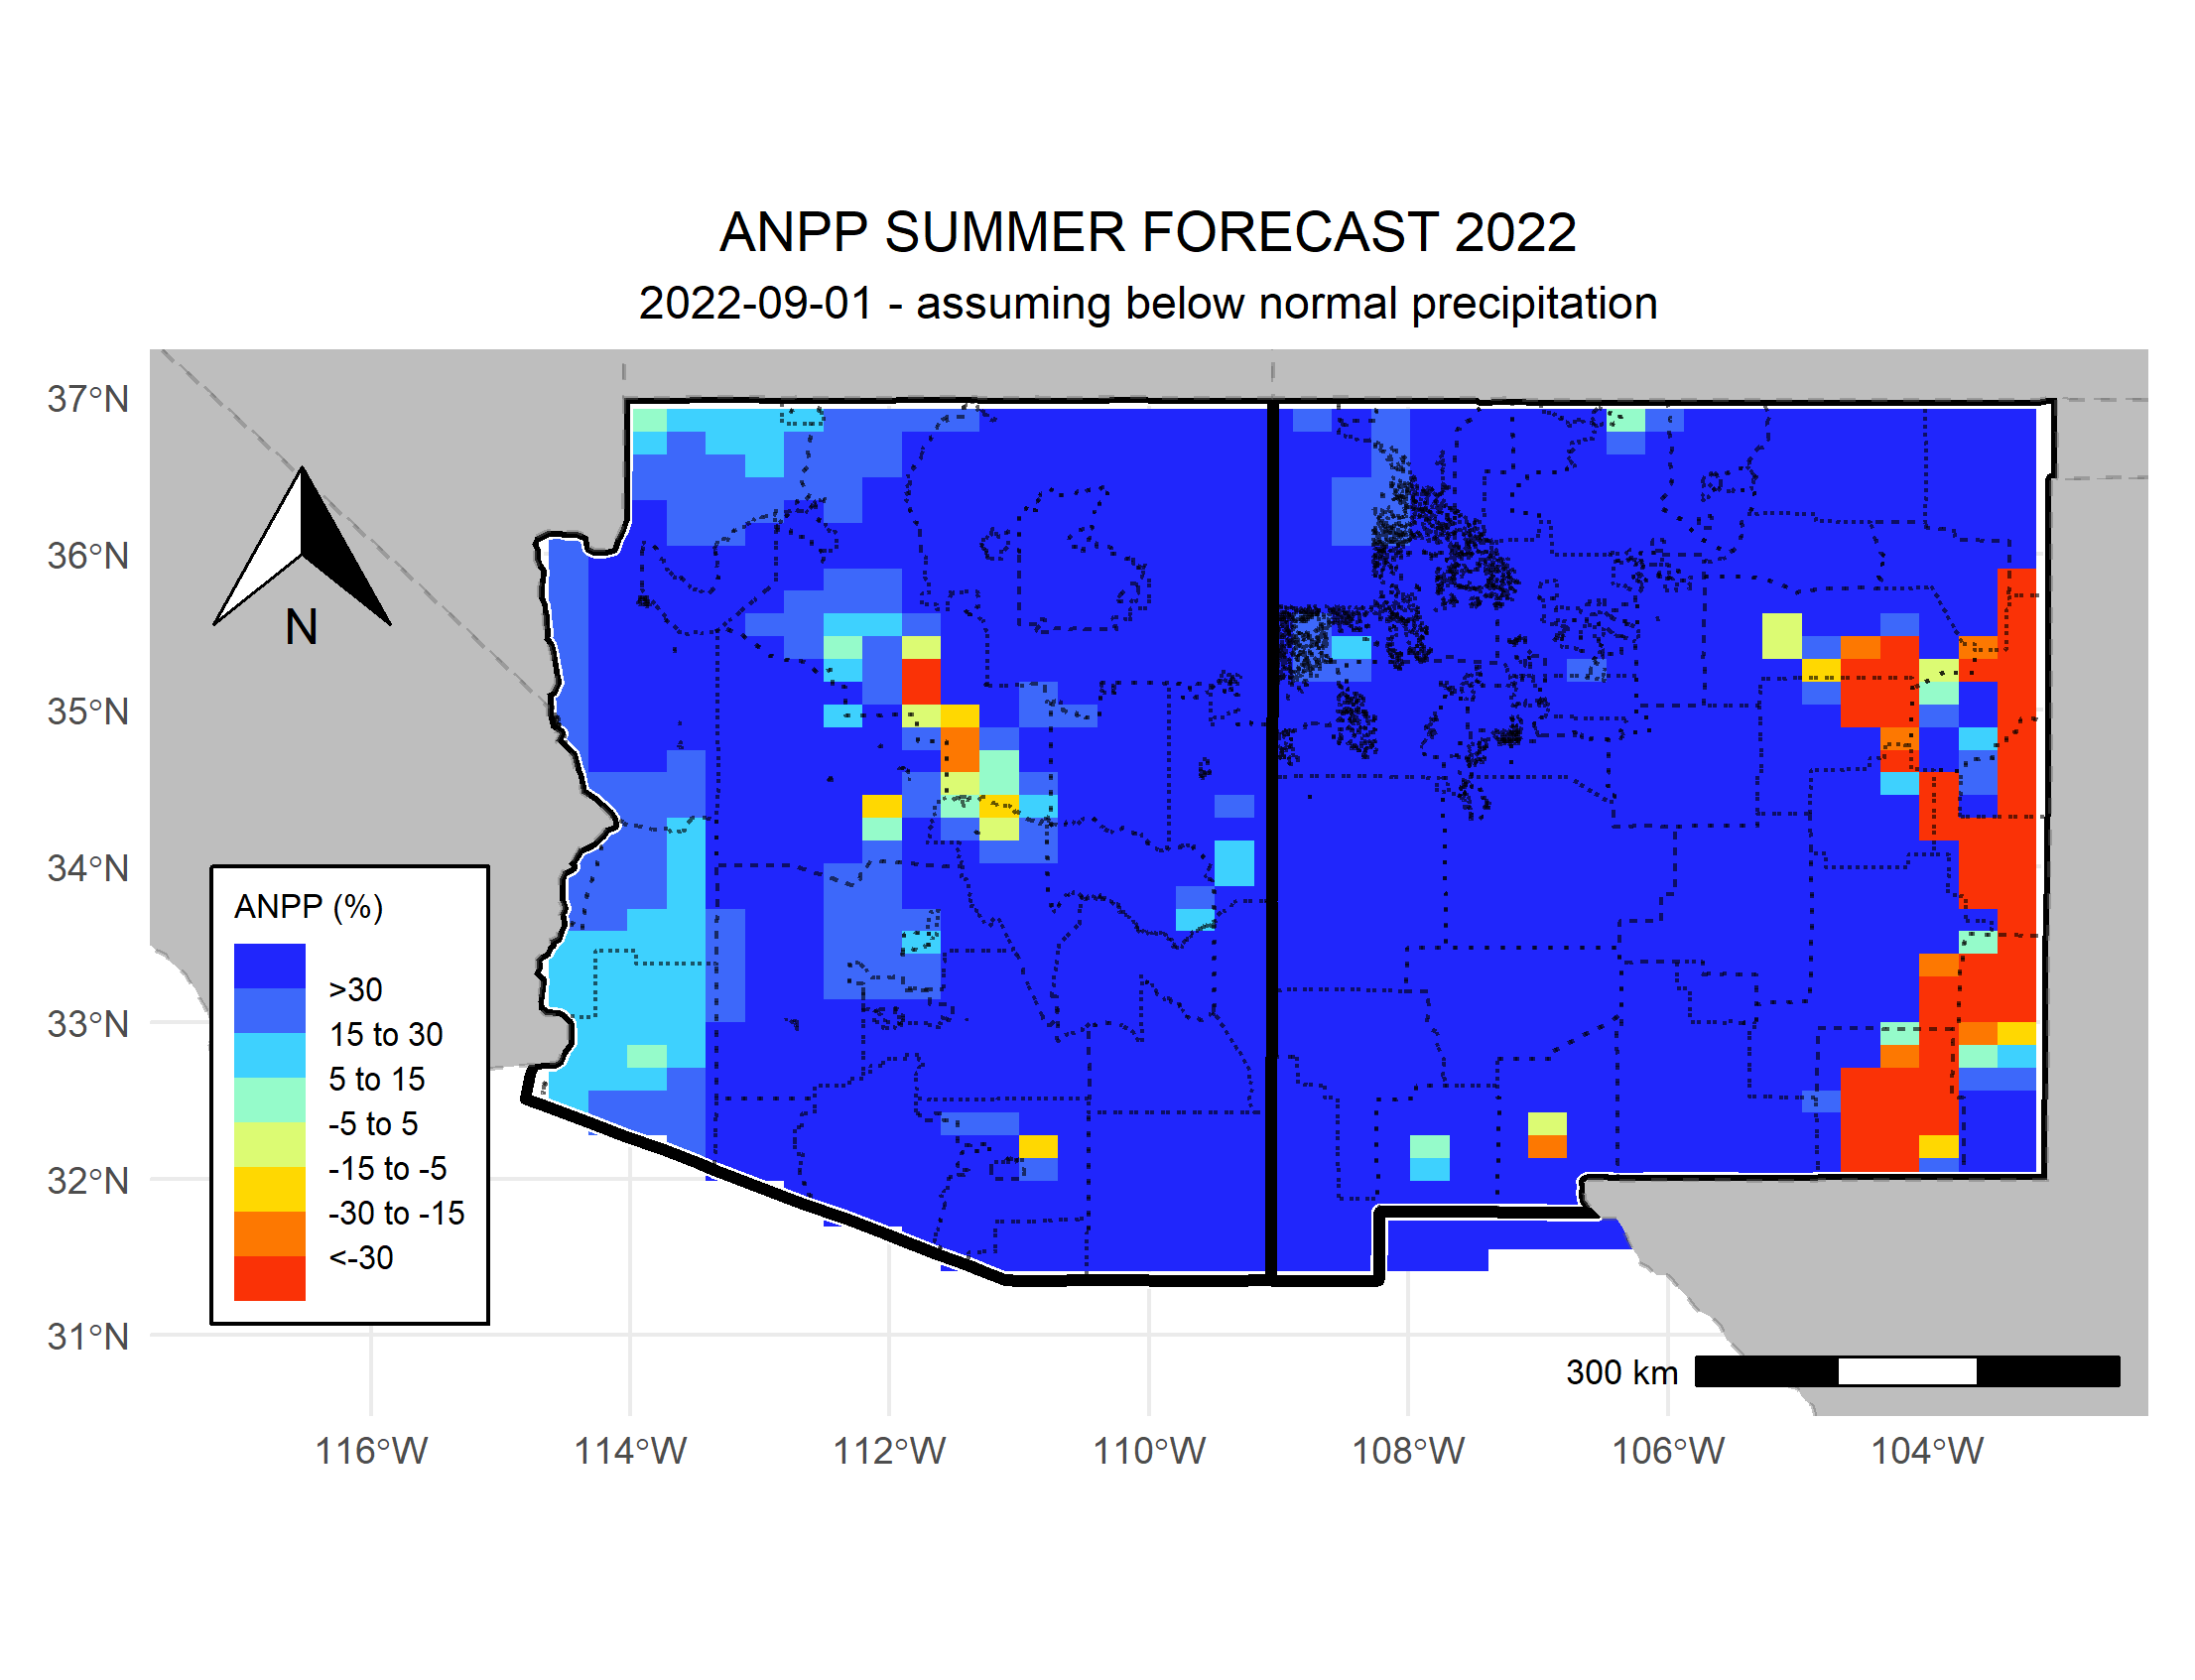 ANPP SUMMER FORECAST 2022
2022-09-01 - assuming below normal precipitation
37°N
36°N
35°N
34°N
33°N
32°N
31°N
N
ANPP (%)
>30
15 to 30
5 to 15
-5 to 5
-15 to -5
-30 to -15
<-30
300 km
116°W
114°W
112°W
110°W
108°W
106°W
104°W